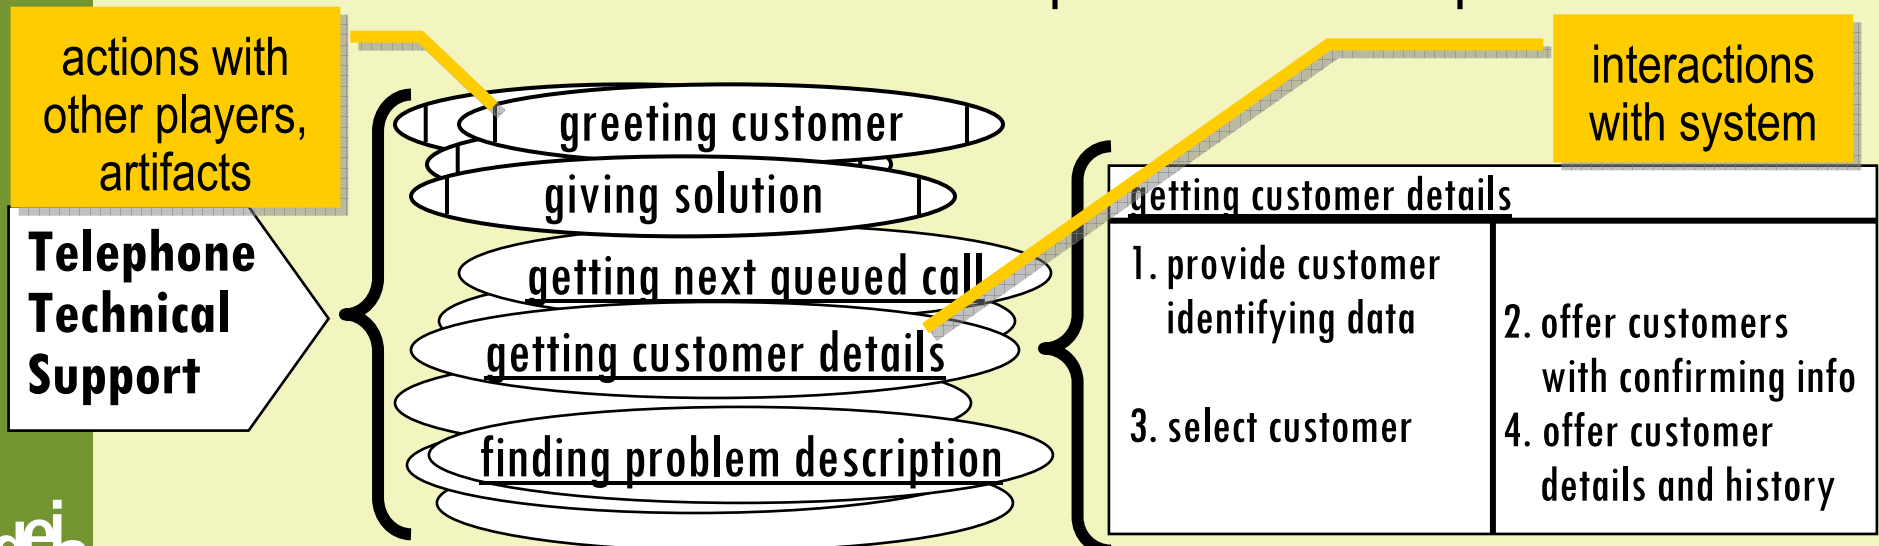 actions with
other players,
artifacts
interactions
with system
greeting customer
giving solution
getting next queued call
getting customer details
finding problem description
Telephone
Technical
Support
getting customer details
1. provide customer
identifying data
2. offer customers
with confirming info
3. select customer
4. offer customer
details and history